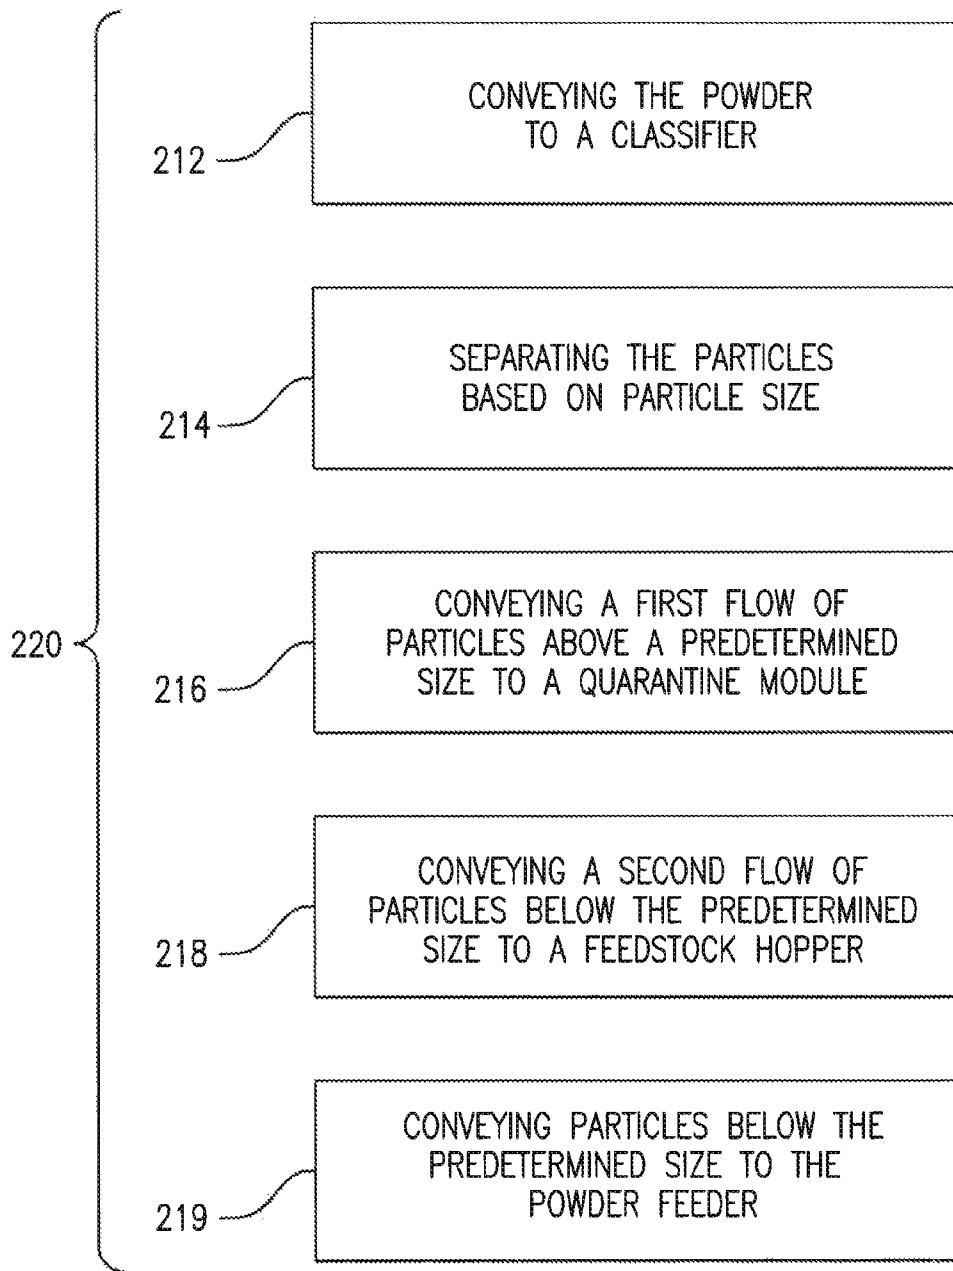 CONVEYING THE POWDER
TO A CLASSIFIER
212
SEPARATING THE PARTICLES
BASED ON PARTICLE SIZE
214
CONVEYING A FIRST FLOW OF
PARTICLES ABOVE A PREDETERMINED
SIZE TO A QUARANTINE MODULE
220
216
CONVEYING A SECOND FLOW OF
PARTICLES BELOW THE PREDETERMINED
SIZE TO A FEEDSTOCK HOPPER
218
CONVEYING PARTICLES BELOW THE
PREDETERMINED SIZE TO THE
POWDER FEEDER
219